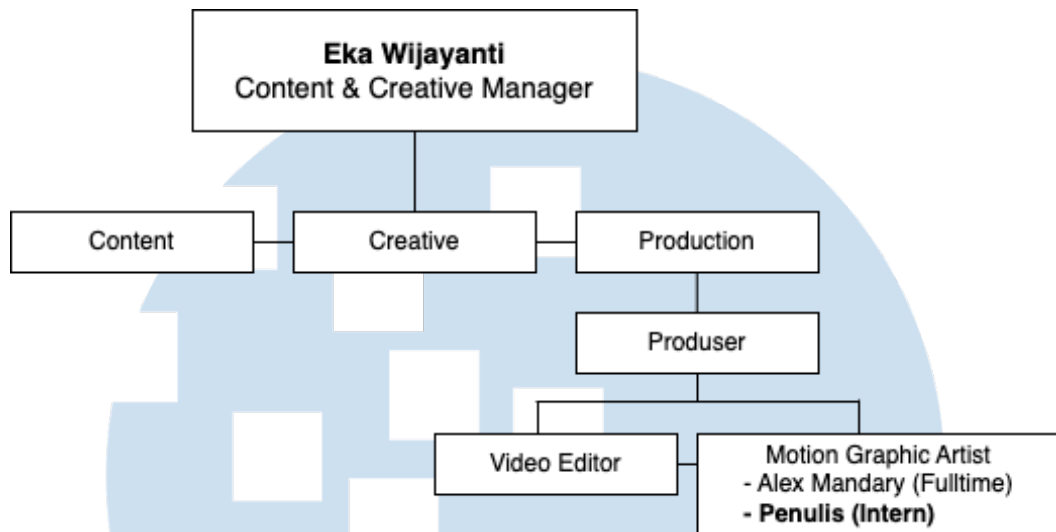 Eka Wijayanti
Content & Creative Manager
Content
Creative
Production
Produser
Video Editor
Motion Graphic Artist
- Alex Mandary (Fulltime)
- Penulis (Intern)